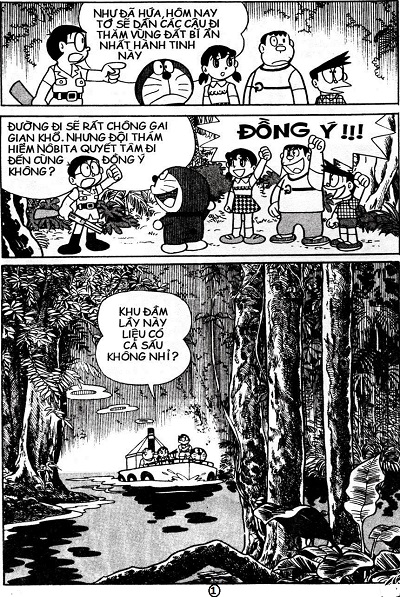 NHƯ ĐÃ HỨA, HÔM NAY
TỚ SẼ DẪN CÁC CẬU ĐI
THĂM VÙNG ĐẤT BÍ ẨN
NHẤT HÀNH TINH
NÀY
ĐƯỜNG ĐI SẼ RẤT CHÔNG GAI
GIAN KHỔ. NHƯNG ĐỘI THÁM
HIỂM NÔBITA QUYẾT TÂM ĐI
ĐẾN CÙNG ĐỒNG Ý
KHÔNG?
ĐỒNG Ý!!!
KHU ĐẦM
LẦY NÀY
LIỆU CÓ
CÁ SẤU
KHÔNG NHỈ?
1